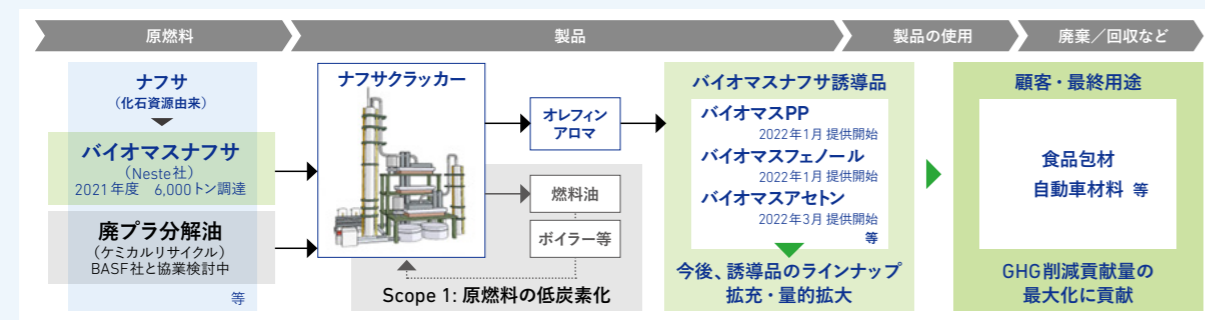 原燃料
製品
製品の使用
廃棄／回収など
ナフサ
（化石資源由来）
バイオマスナフサ
（Neste社）
2021年度　6,000トン調達
廃プラ分解油
（ケミカルリサイクル）
BASF社と協業検討中
等
ナフサクラッカー
オレフィン
アロマ
燃料油
ボイラー等
Scope 1: 原燃料の低炭素化
バイオマスナフサ誘導品
バイオマスPP
2022年1月 提供開始
バイオマスフェノール
2022年1月 提供開始
バイオマスアセトン
2022年3月 提供開始
等
今後、誘導品のラインナップ
拡充・量的拡大
顧客・最終用途
食品包材
自動車材料 等
GHG削減貢献量の
最大化に貢献